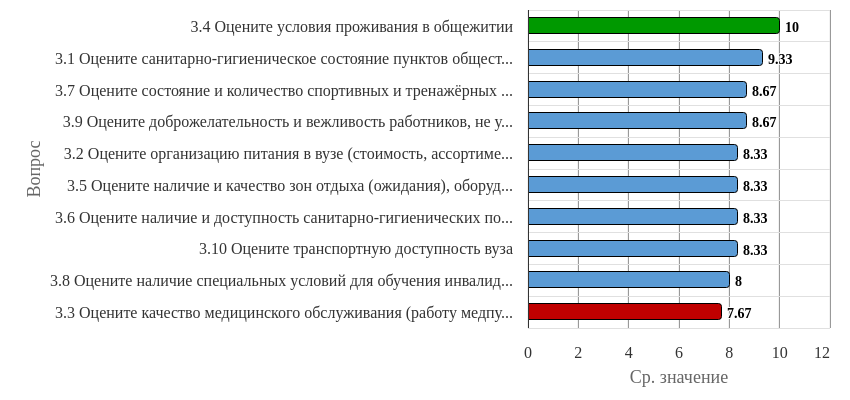 3.4 Оцените условия проживания в общежитии 10
3.1 Оцените санитарно-гигиеническое состояние пунктов общест... 9.33
3.7 Оцените состояние и количество спортивных и тренажёрных ... 8.67
3.9 Оцените доброжелательность и вежливость работников, не у... 8.67
3.2 Оцените организацию питания в вузе (стоимость, ассортиме... 8.33
3.5 Оцените наличие и качество зон отдыха (ожидания), оборуд... 8.33
3.6 Оцените наличие и доступность санитарно-гигиенических по... 8.33
3.10 Оцените транспортную доступность вуза 8.33
3.8 Оцените наличие специальных условий для обучения инвалид... 8
3.3 Оцените качество медицинского обслуживания (работу медпу... 7.67
Вопрос
0 2 4 6 8 10 12
Ср. значение